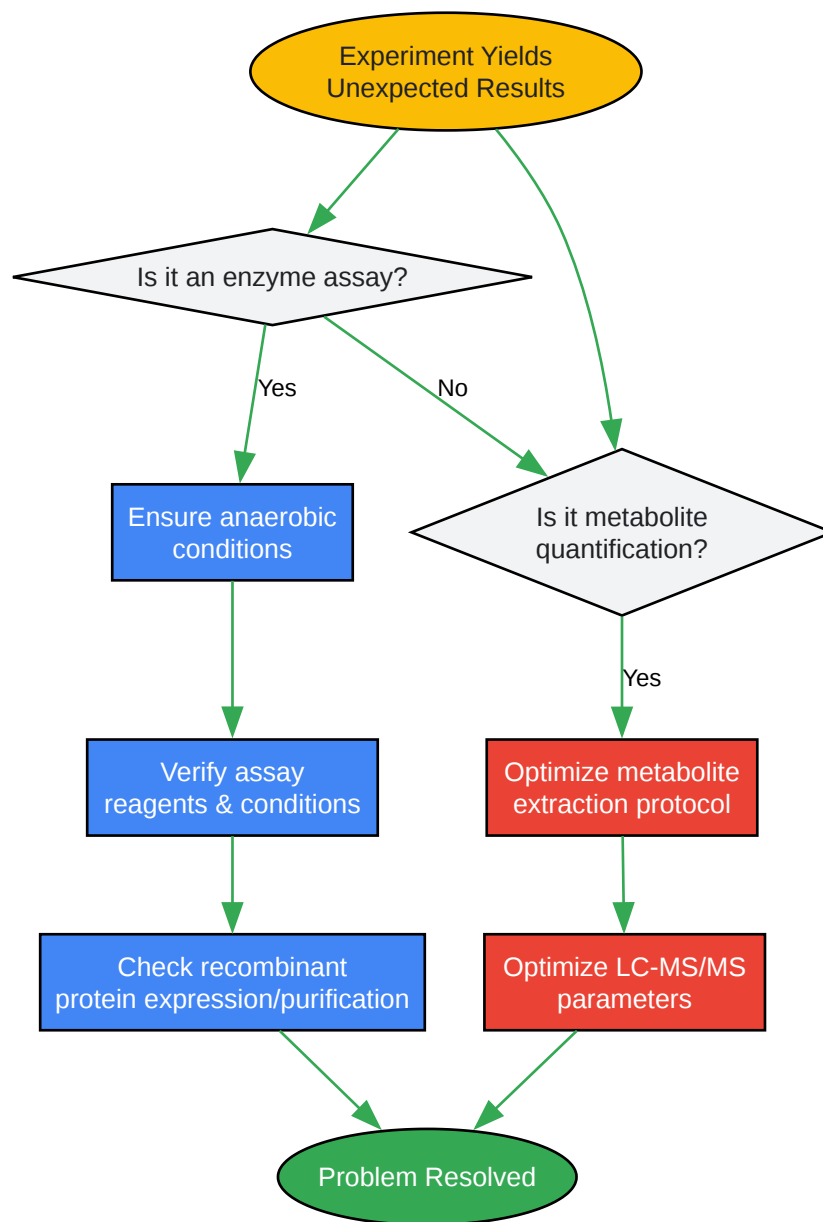 Experiment Yields
Unexpected Results
Is it an enzyme assay?
Yes
No
Ensure anaerobic
conditions
Is it metabolite
quantification?
Yes
Verify assay
reagents & conditions
Optimize metabolite
extraction protocol
Check recombinant
protein expression/purification
Optimize LC-MS/MS
parameters
Problem Resolved